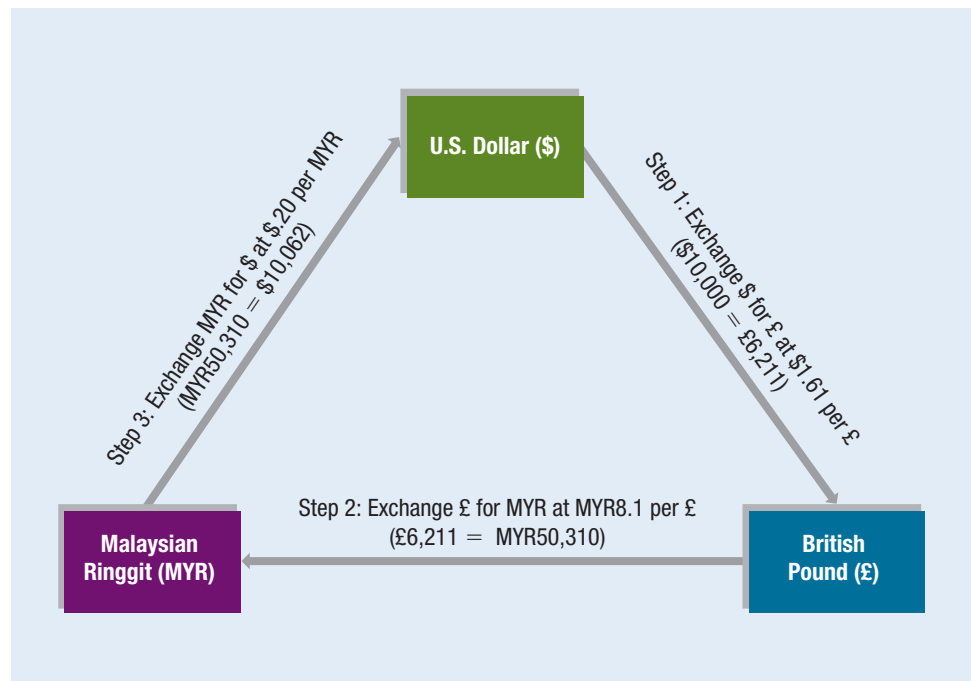 U.S. Dollar ($)
Step 1: Exchange $ for £ at $1.61 per £
($10,000 = £6,211)
Step 2: Exchange £ for MYR at MYR8.1 per £
(£6,211 = MYR50,310)
Step 3: Exchange MYR for $ at $.20 per MYR
(MYR50,310 = $10,062)
Malaysian
Ringgit (MYR)
British
Pound (£)